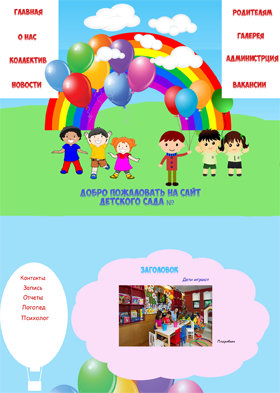 ГЛАВНАЯ
О НАС
КОЛЛЕКТИВ
НОВОСТИ
РОДИТЕЛЯМ
ГАЛЕРЕЯ
АДМИНИСТРЦИЯ
ВАКАНСИИ
ДОБРО ПОЖАЛОВАТЬ НА САЙТ
ДЕТСКОГО САДА №
Контакты
Запись
Отчеты
Логопед
Психолог
ЗАГОЛОВОК
Дети играют
Подробнее